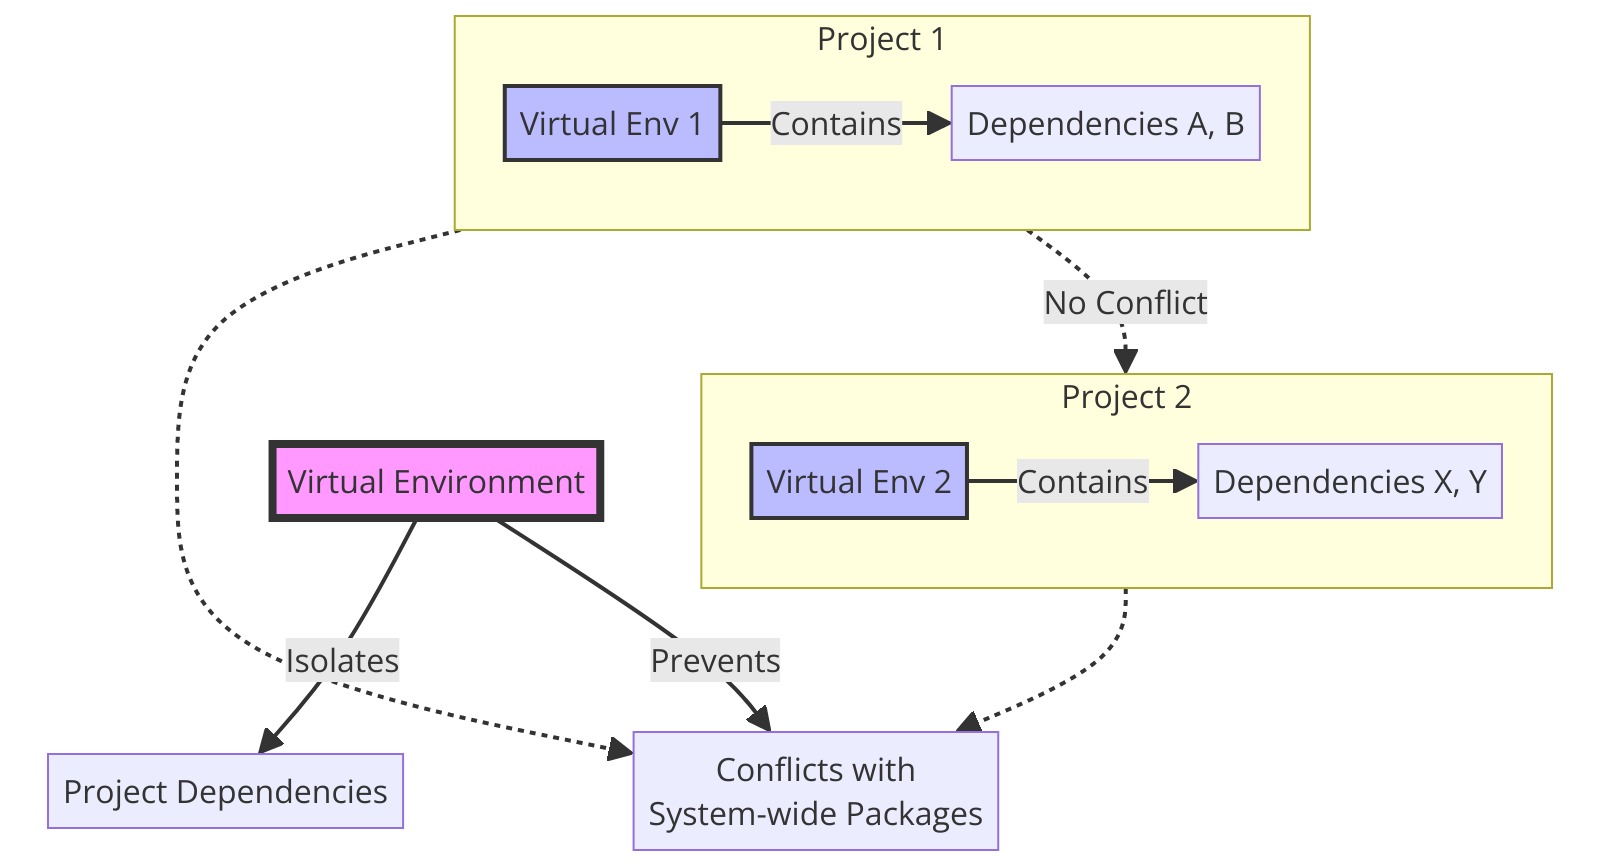 Project 1
Virtual Env 1
Contains
Dependencies A, B
No Conflict
Project 2
Virtual Environment
Virtual Env 2
Contains
Dependencies X, Y
Isolates
Prevents
Project Dependencies
Conflicts with
System-wide Packages